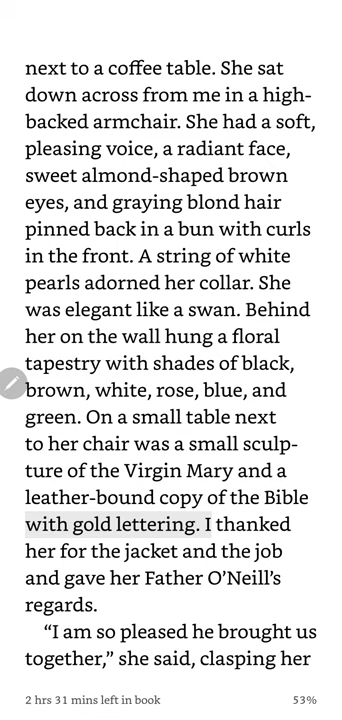 next to a coffee table. She sat
down across from me in a high-
backed armchair. She had a soft,
pleasing voice, a radiant face,
sweet almond-shaped brown
eyes, and graying blond hair
pinned back in a bun with curls
in the front. A string of white
pearls adorned her collar. She
was elegant like a swan. Behind
her on the wall hung a floral
tapestry with shades of black,
brown, white, rose, blue, and
green. On a small table next
to her chair was a small sculp-
ture of the Virgin Mary and a
leather-bound copy of the Bible
with gold lettering. I thanked
her for the jacket and the job
and gave her Father O’Neill’s
regards.
“I am so pleased he brought us
together,” she said, clasping her
2 hrs 31 mins left in book 53%